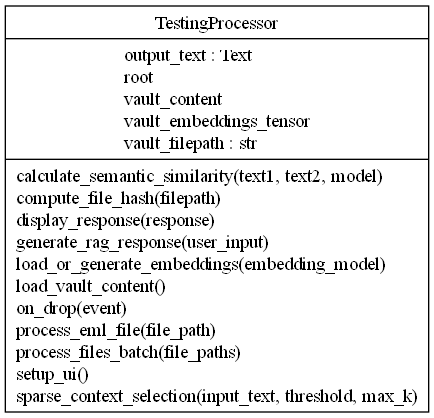 TestingProcessor
output_text : Text
root
vault_content
vault_embeddings_tensor
vault_filepath : str
calculate_semantic_similarity(text1, text2, model)
compute_file_hash(filepath)
display_response(response)
generate_rag_response(user_input)
load_or_generate_embeddings(embedding_model)
load_vault_content()
on_drop(event)
process_eml_file(file_path)
process_files_batch(file_paths)
setup_ui()
sparse_context_selection(input_text, threshold, max_k)